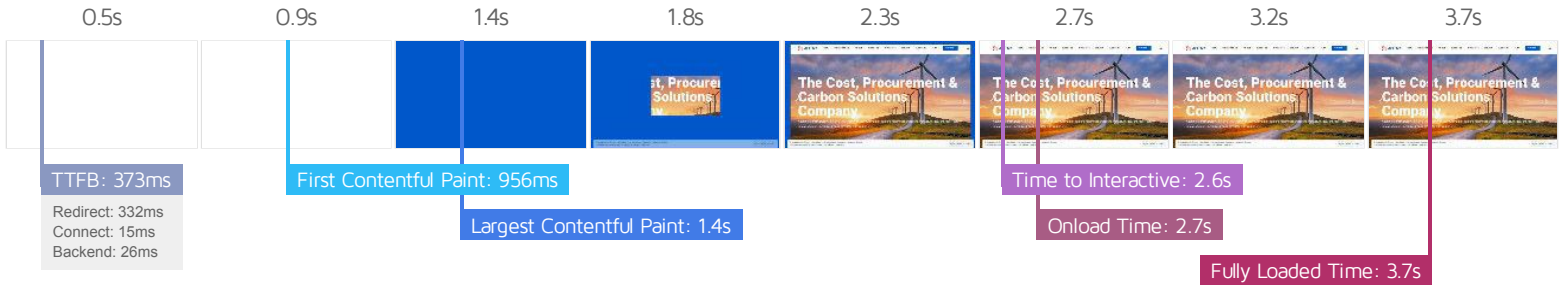 0.5s 0.9s 1.4s 1.8s 2.3s 2.7s 3.2s 3.7s
st, Procure
Solutions
The Cost, Procurement &
Carbon Solutions
Company
The Cost, Procurement &
Carbon Solutions
Company
The Cost, Procurement &
Carbon Solutions
Company
The Cost, Procurement &
Carbon Solutions
Company
TTFB: 373ms
Redirect: 332ms
Connect: 15ms
Backend: 26ms
First Contentful Paint: 956ms
Largest Contentful Paint: 1.4s
Time to Interactive: 2.6s
Onload Time: 2.7s
Fully Loaded Time: 3.7s